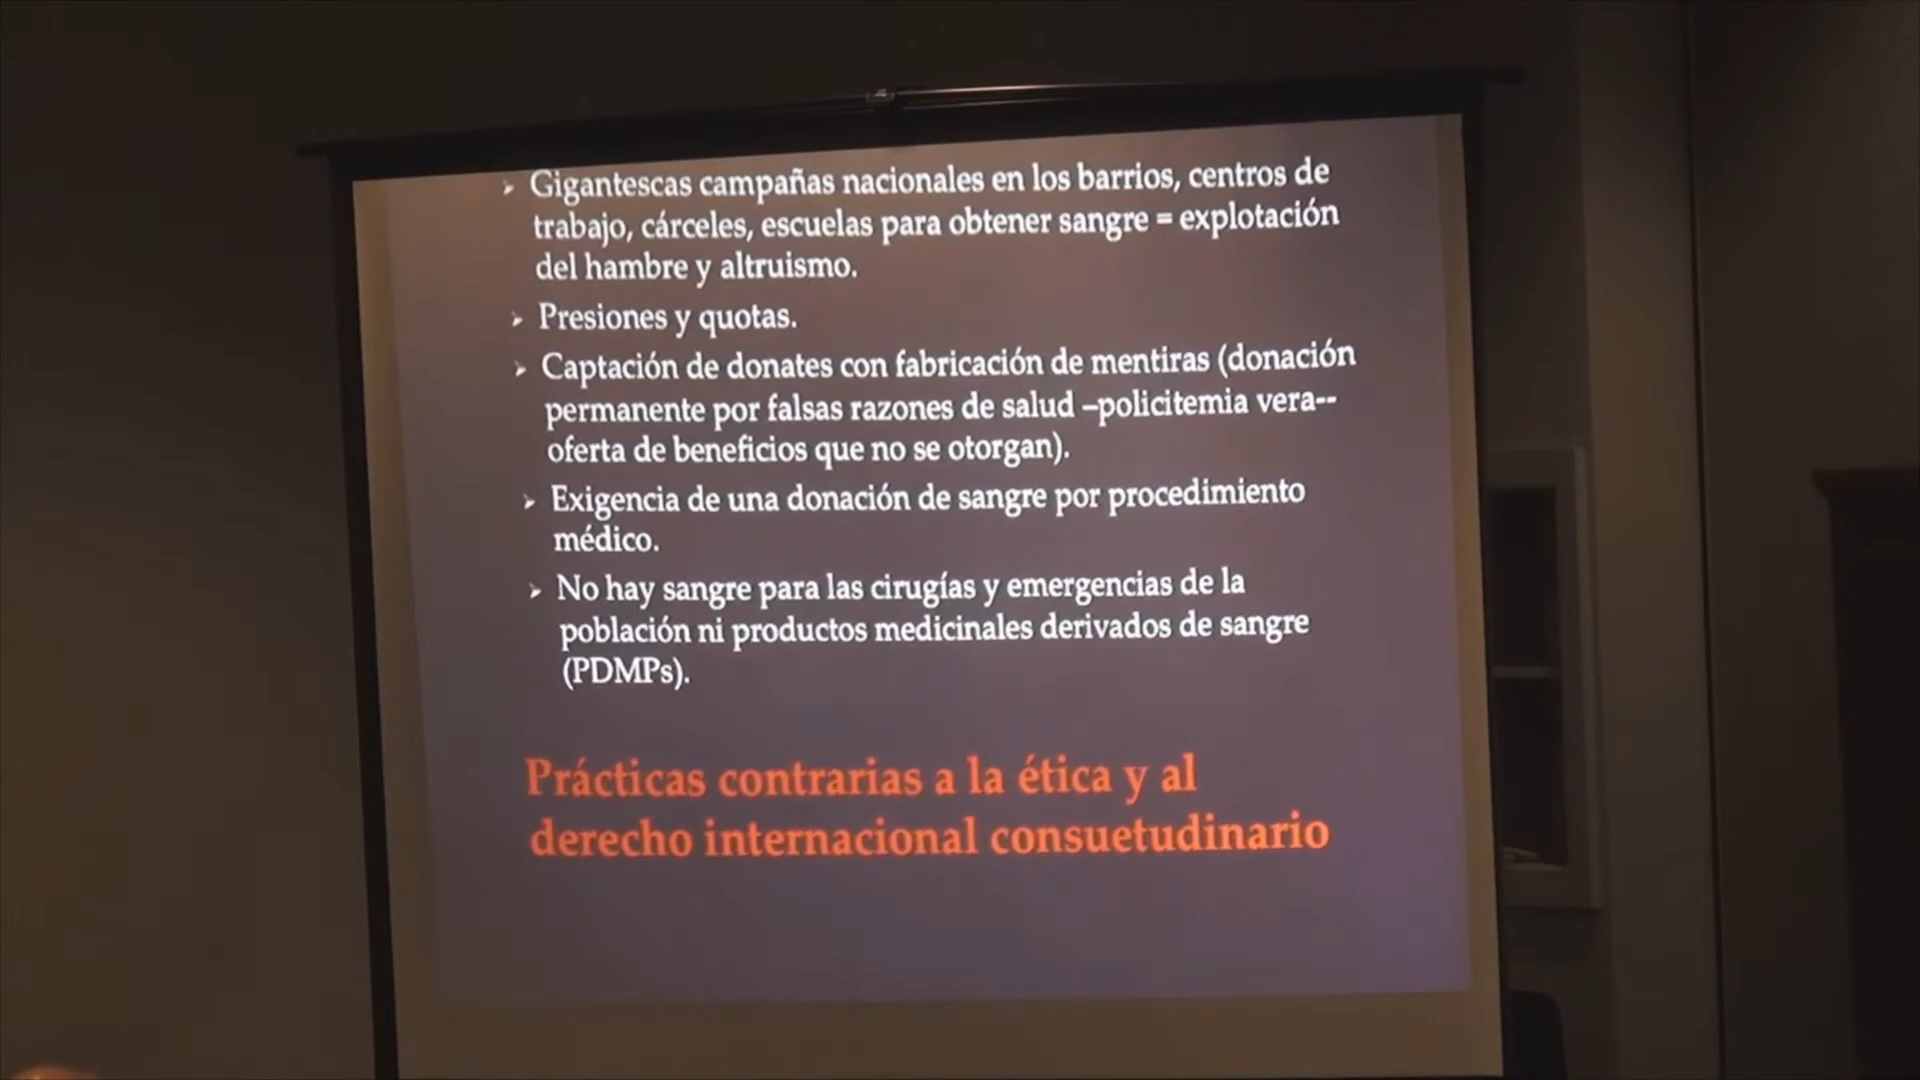 Gigantescas campañas nacionales en los barrios, centros de
trabajo, cárceles, escuelas para obtener sangre = explotación
del hambre y altruismo.
Presiones y quotas.
Captación de donates con fabricación de mentiras (donación
permanente por falsas razones de salud –policitemia vera--
oferta de beneficios que no se otorgan).
Exigencia de una donación de sangre por procedimiento
médico.
No hay sangre para las cirugías y emergencias de la
población ni productos medicinales derivados de sangre
(PDMPs).
Prácticas contrarias a la ética y al
derecho internacional consuetudinario